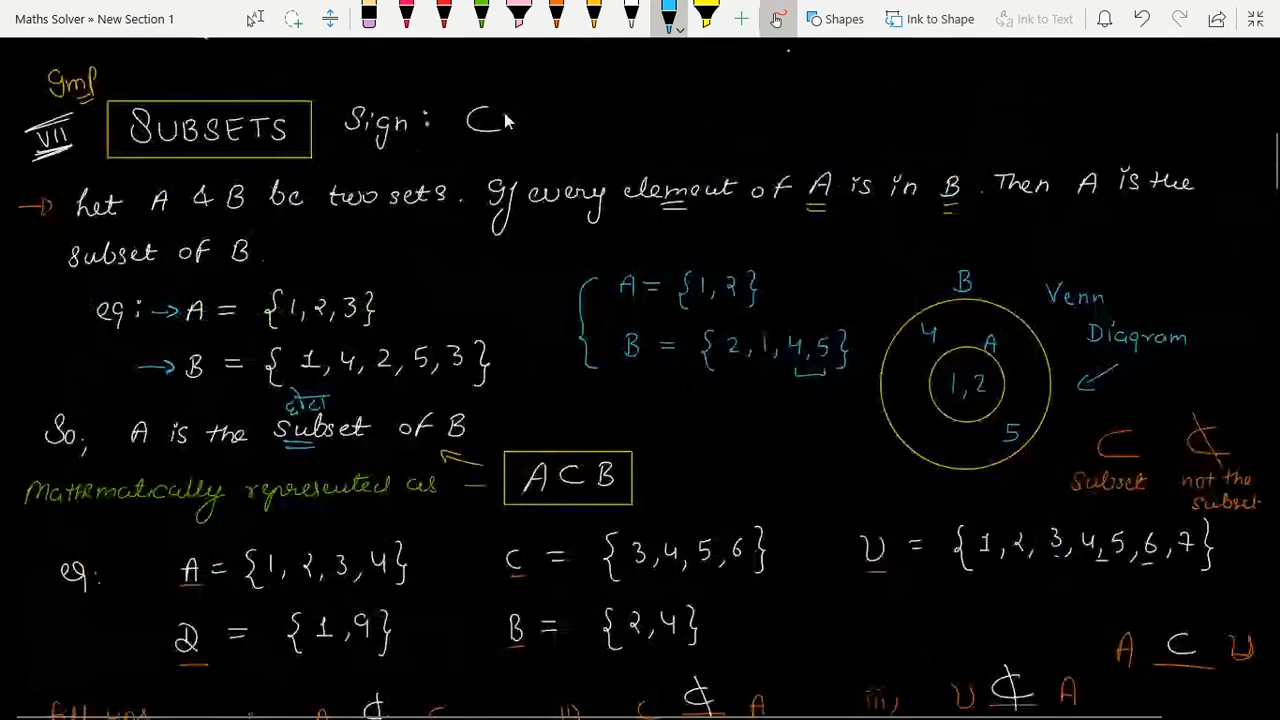 Maths Solver » New Section 1
Shapes
Ink to Shape
Ink to Text
Imp
VII SUBSETS Sign: ⊂
→ Let A & B be two sets. If every element of A is in B. Then A is the
subset of B.
eg: → A = {1, 2, 3}
→ B = { 1, 4, 2, 5, 3}
A = {1, 2}
B = {2, 1, 4, 5}
B
4 A
1, 2
5
Venn
Diagram
छोटा
So, A is the subset of B
Mathematically represented as — A ⊂ B
⊂ ⊄
Subset not the
Subset
eg: A = {1, 2, 3, 4} C = {3, 4, 5, 6} U = {1, 2, 3, 4, 5, 6, 7}
D = {1, 9} B = {2, 4}
A ⊂ U
ii) C ⊄ A iii, U ⊄ A